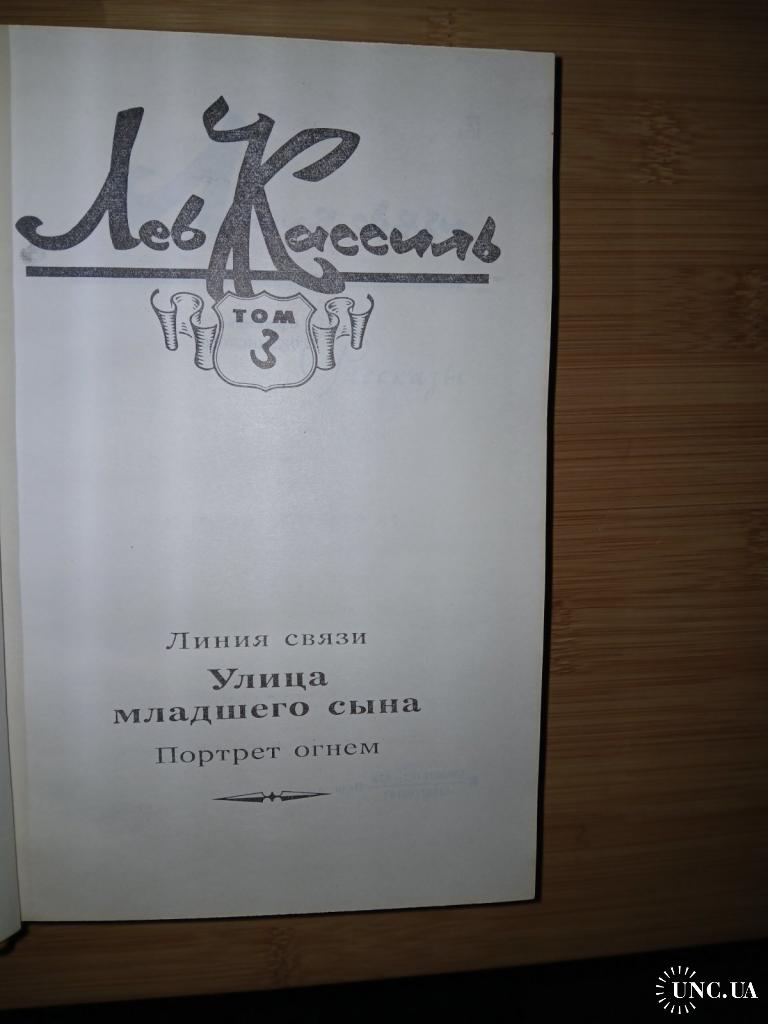 Лев Кассиль
ТОМ
3
Линия связи
Улица
младшего сына
Портрет огнем
UNC.UA